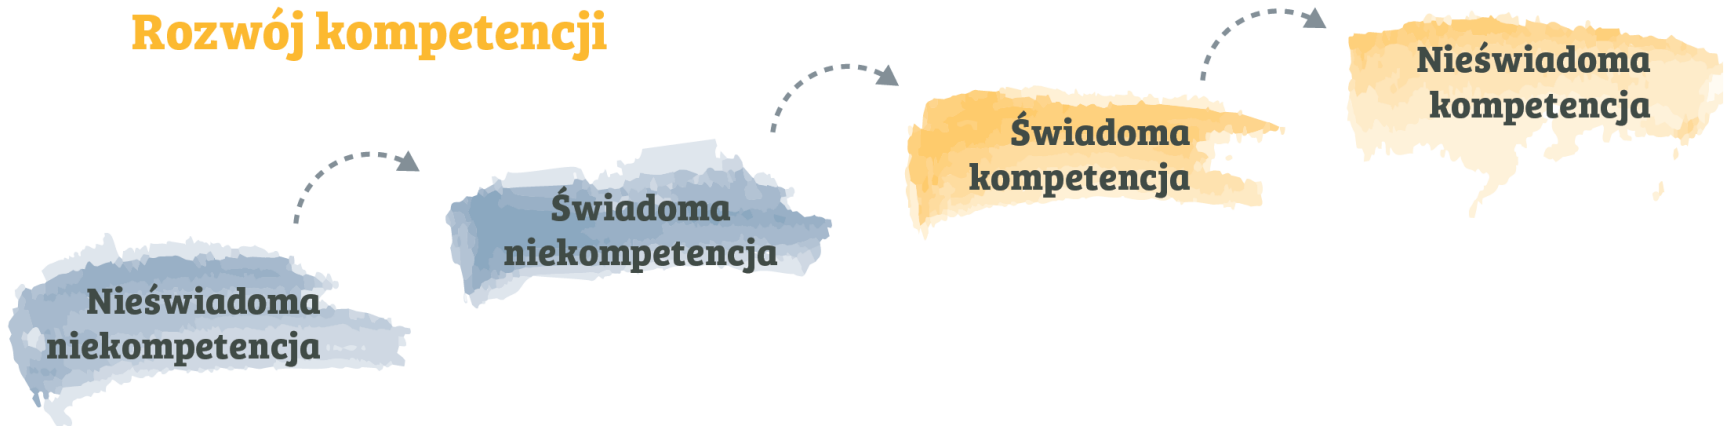 Rozwój kompetencji
Nieświadoma
niekompetencja
Świadoma
niekompetencja
Świadoma
kompetencja
Nieświadoma
kompetencja